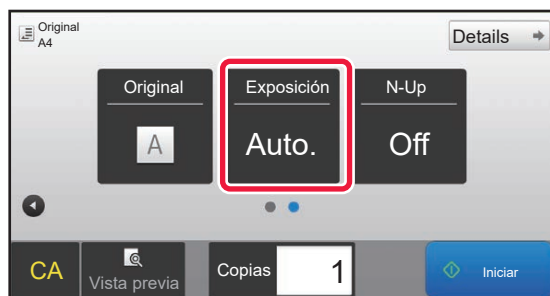 Original
A4
Details
Original
A
Exposición
Auto.
N-Up
Off
CA
Vista previa
Copias
1
Iniciar